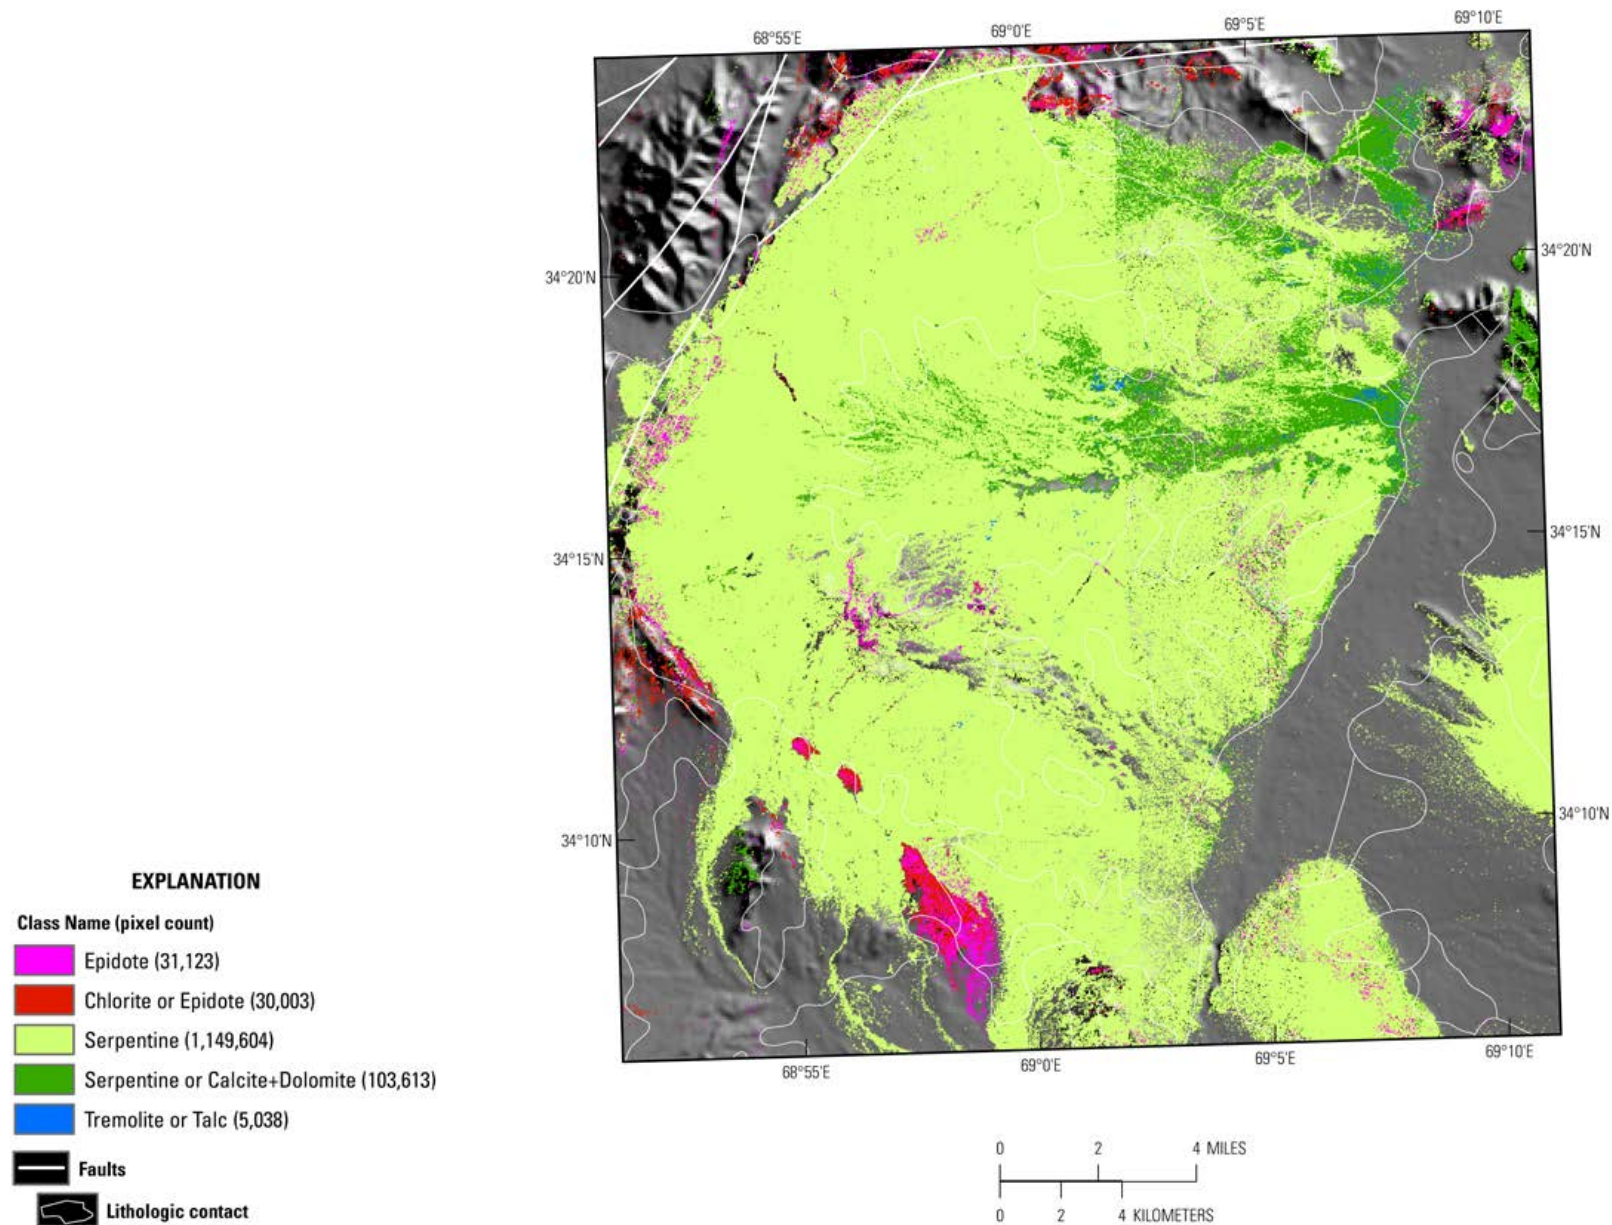 68°55'E
69°0'E
69°5'E
69°10'E
34°20'N
34°20'N
34°15'N
34°15'N
34°10'N
34°10'N
68°55'E
69°0'E
69°5'E
69°10'E
EXPLANATION
Class Name (pixel count)
Epidote (31,123)
Chlorite or Epidote (30,003)
Serpentine (1,149,604)
Serpentine or Calcite+Dolomite (103,613)
Tremolite or Talc (5,038)
Faults
Lithologic contact
0 2 4 MILES
0 2 4 KILOMETERS